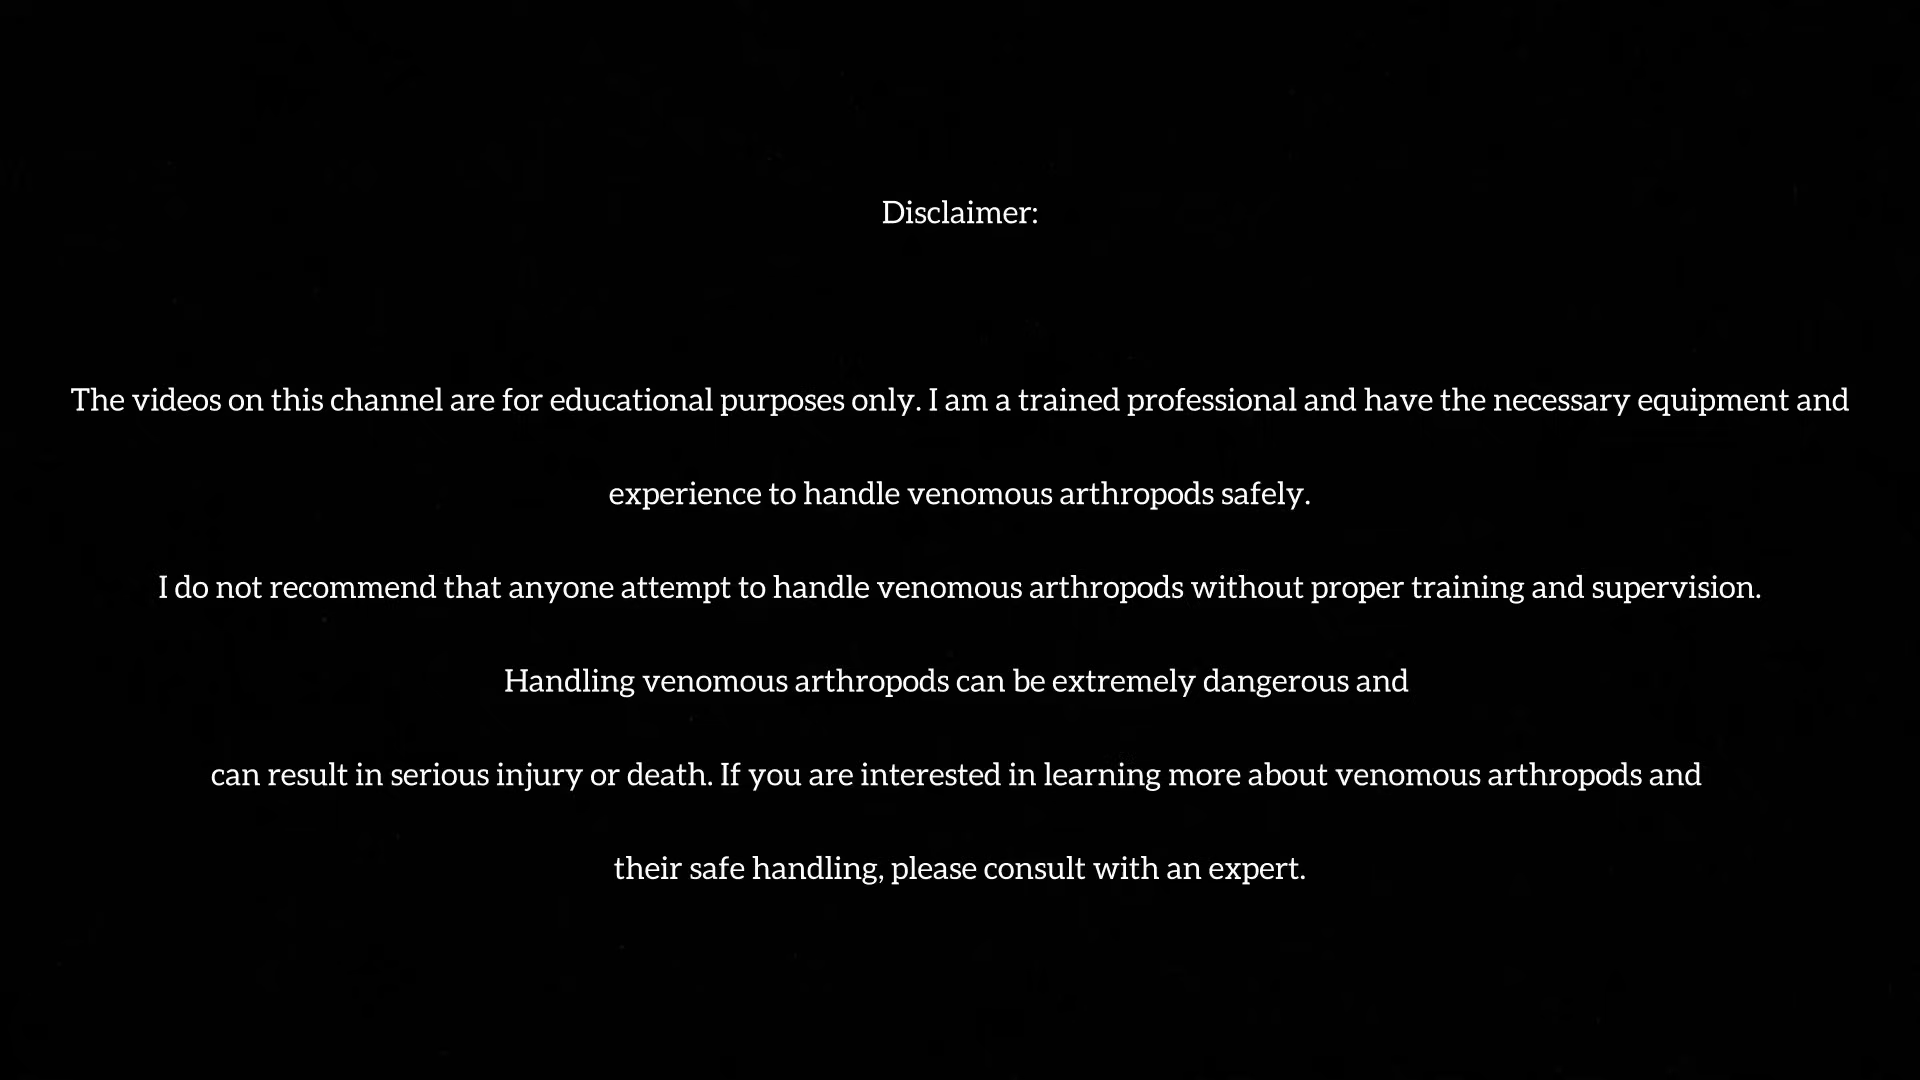 Disclaimer:
The videos on this channel are for educational purposes only. I am a trained professional and have the necessary equipment and
experience to handle venomous arthropods safely.
I do not recommend that anyone attempt to handle venomous arthropods without proper training and supervision.
Handling venomous arthropods can be extremely dangerous and
can result in serious injury or death. If you are interested in learning more about venomous arthropods and
their safe handling, please consult with an expert.